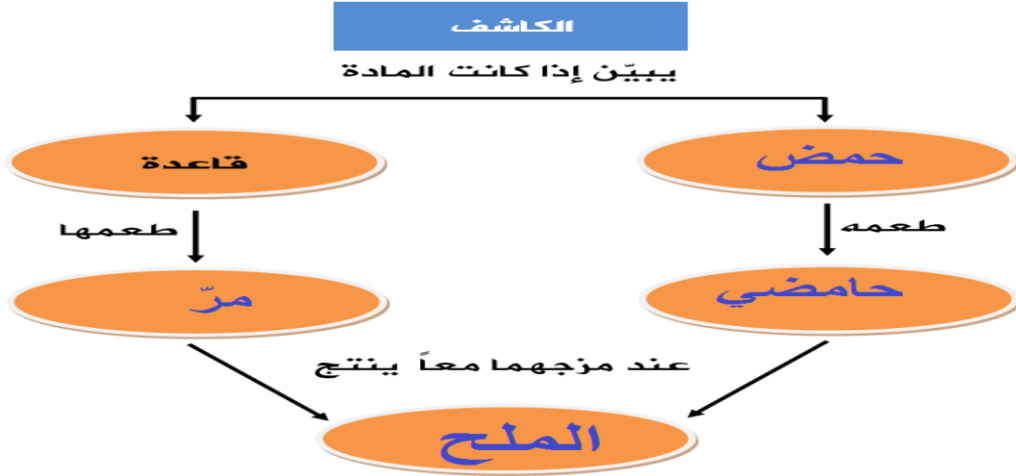 الكاشف
يبيّن إذا كانت المادة
حمض
قاعدة
طعمه
طعمها
حامضي
مرّ
عند مزجهما معاً ينتج
الملح